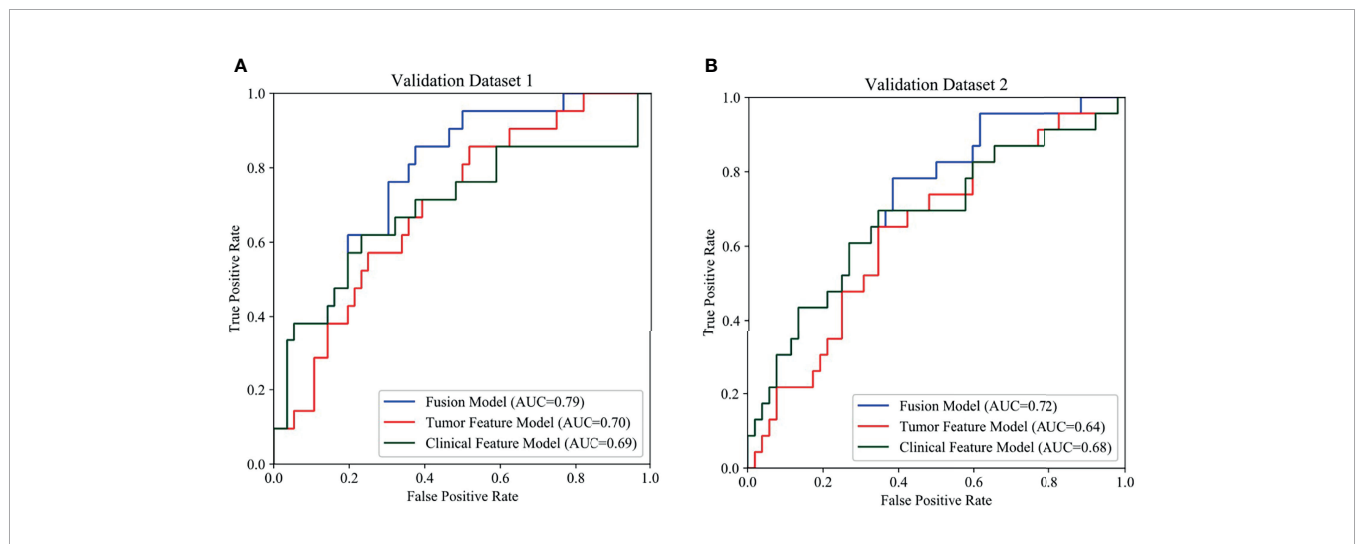 A
Validation Dataset 1
1.0
0.8
0.6
0.4
0.2
0.0
True Positive Rate
Fusion Model (AUC=0.79)
Tumor Feature Model (AUC=0.70)
Clinical Feature Model (AUC=0.69)
0.0 0.2 0.4 0.6 0.8 1.0
False Positive Rate
B
Validation Dataset 2
1.0
0.8
0.6
0.4
0.2
0.0
True Positive Rate
Fusion Model (AUC=0.72)
Tumor Feature Model (AUC=0.64)
Clinical Feature Model (AUC=0.68)
0.0 0.2 0.4 0.6 0.8 1.0
False Positive Rate